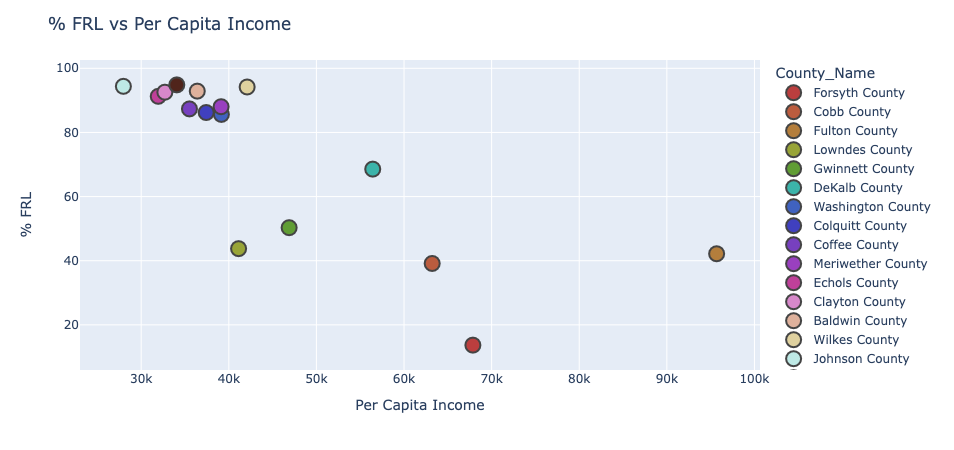 % FRL vs Per Capita Income
100
80
60
40
20
% FRL
30k
40k
50k
60k
70k
80k
90k
100k
Per Capita Income
County_Name
Forsyth County
Cobb County
Fulton County
Lowndes County
Gwinnett County
DeKalb County
Washington County
Colquitt County
Coffee County
Meriwether County
Echols County
Clayton County
Baldwin County
Wilkes County
Johnson County